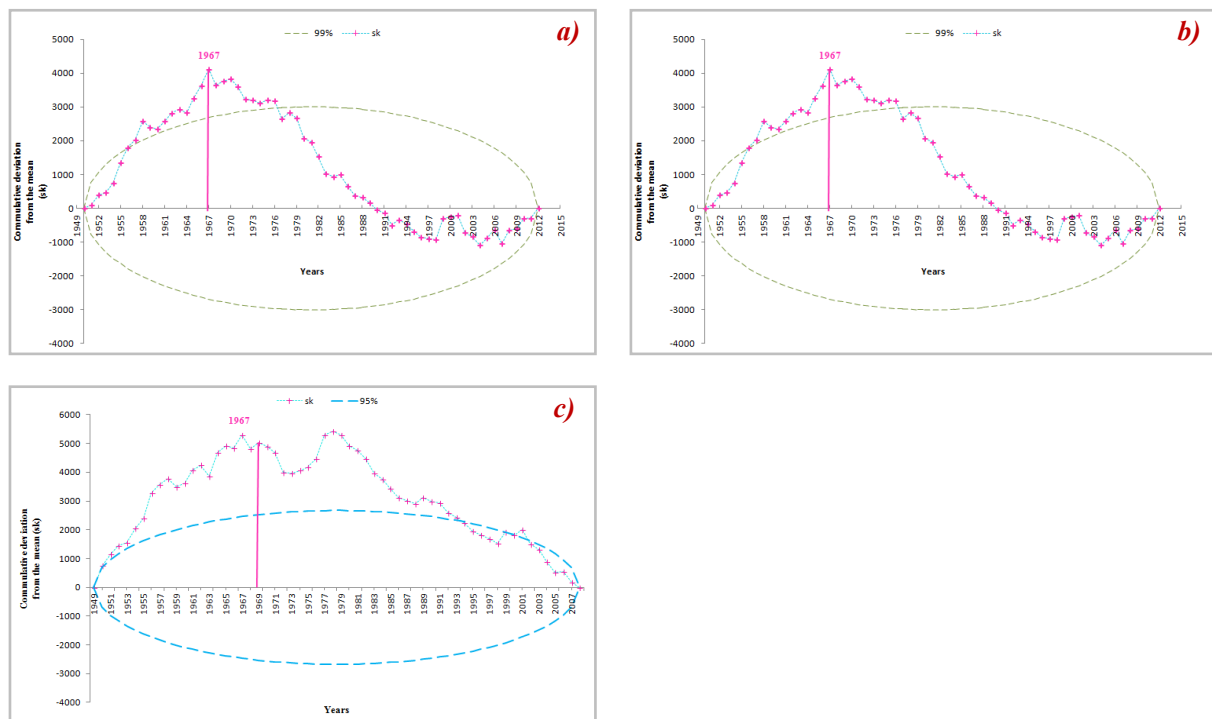 99% sk
a)
1967
5000
4000
3000
2000
1000
0
-1000
-2000
-3000
-4000
Commulative deviation
from the mean
(sk)
1949 1952 1955 1958 1961 1964 1967 1970 1973 1976 1979 1982 1985 1988 1991 1994 1997 2000 2003 2006 2009 2012 2015
Years
99% sk
b)
1967
5000
4000
3000
2000
1000
0
-1000
-2000
-3000
-4000
Commulative deviation
from the mean
(sk)
1949 1952 1955 1958 1961 1964 1967 1970 1973 1976 1979 1982 1985 1988 1991 1994 1997 2000 2003 2006 2009 2012 2015
Years
sk 95%
c)
1967
6000
5000
4000
3000
2000
1000
0
-1000
-2000
-3000
-4000
Commulative deviation
from the mean (sk)
1949 1951 1953 1955 1957 1959 1961 1963 1965 1967 1969 1971 1973 1975 1977 1979 1981 1983 1985 1987 1989 1991 1993 1995 1997 1999 2001 2003 2005 2007
Years